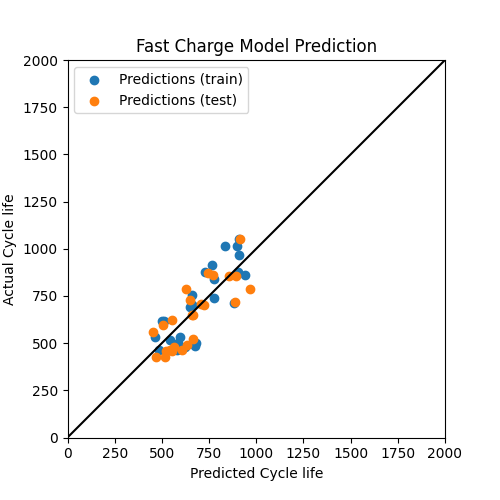 Fast Charge Model Prediction
Predictions (train)
Predictions (test)
Actual Cycle life
2000
1750
1500
1250
1000
750
500
250
0
0 250 500 750 1000 1250 1500 1750 2000
Predicted Cycle life